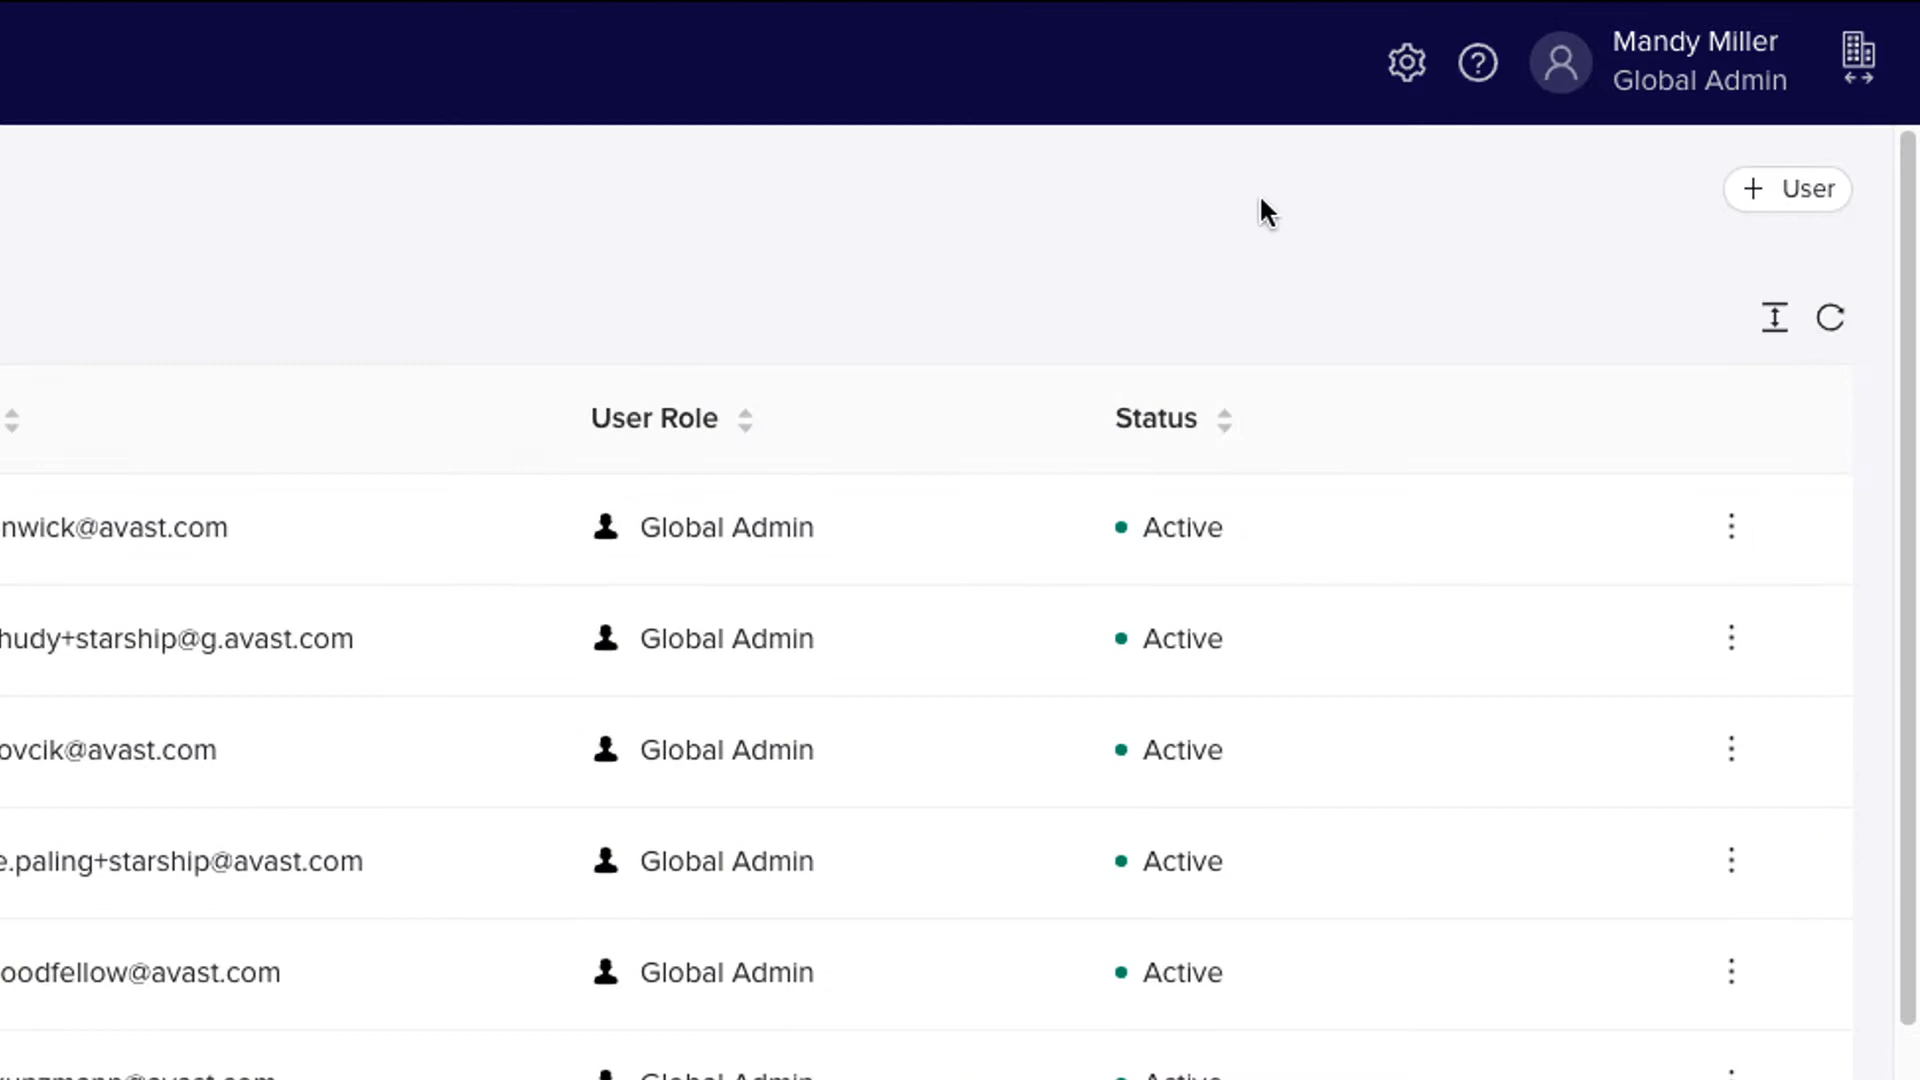 Mandy Miller
Global Admin
+ User
User Role Status
nwick@avast.com Global Admin Active
hudy+starship@g.avast.com Global Admin Active
ovcik@avast.com Global Admin Active
e.paling+starship@avast.com Global Admin Active
oodfellow@avast.com Global Admin Active
Global Admin Active